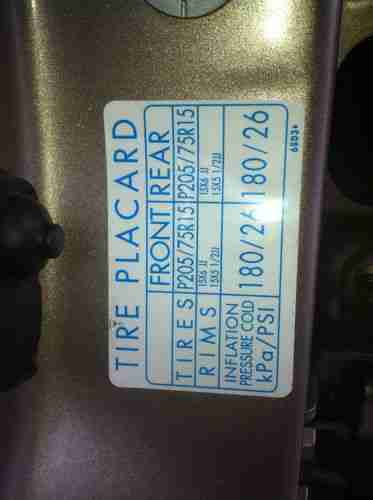 TIRE PLACARD
FRONT REAR
TIRES P205/75R15 P205/75R15
RIMS 15X6 JJ 15X6 JJ
15X5 1/2JJ 15X5 1/2JJ
INFLATION
PRESSURE COLD
kPa/PSI 180/26 180/26